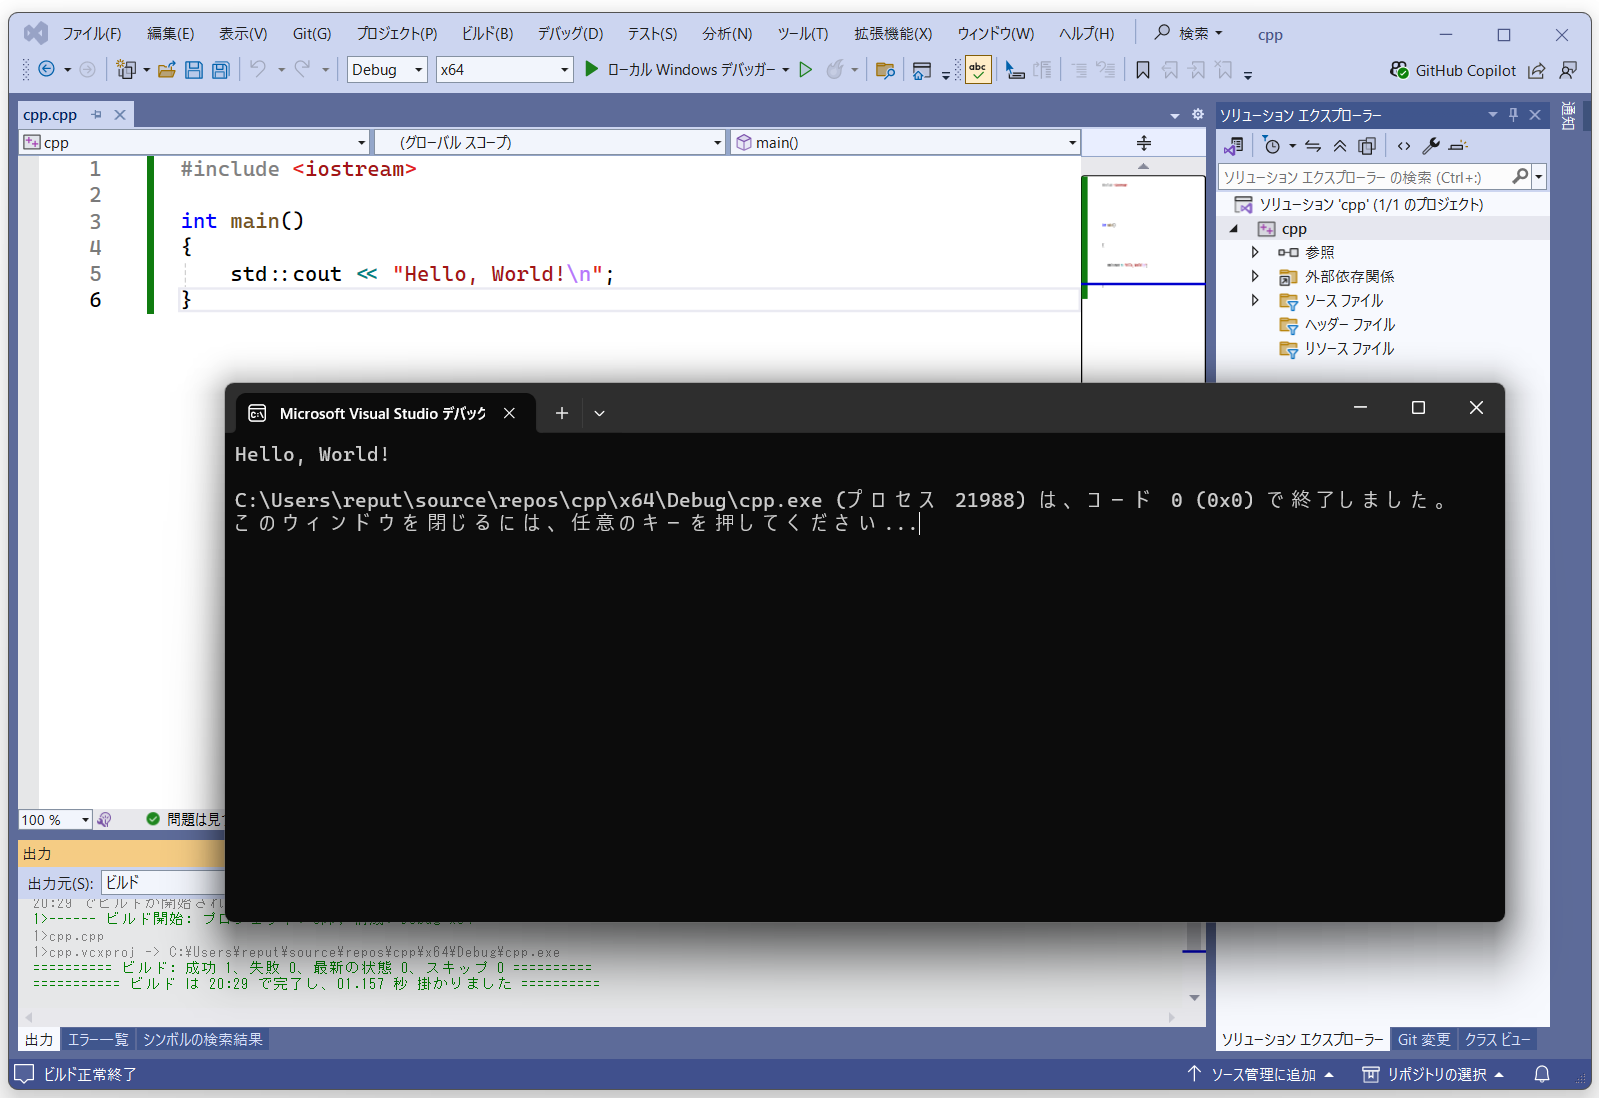 ファイル(F) 編集(E) 表示(V) Git(G) プロジェクト(P) ビルド(B) デバッグ(D) テスト(S) 分析(N) ツール(T) 拡張機能(X) ウィンドウ(W) ヘルプ(H) 検索 cpp
Debug x64 ローカル Windows デバッガー abc GitHub Copilot
cpp.cpp
cpp (グローバル スコープ) main()
1 #include <iostream>
2
3 int main()
4 {
5 std::cout << "Hello, World!\n";
6 }
ソリューション エクスプローラー
通知
ソリューション エクスプローラー の検索 (Ctrl+:)
ソリューション 'cpp' (1/1 のプロジェクト)
cpp
参照
外部依存関係
ソース ファイル
ヘッダー ファイル
リソース ファイル
Microsoft Visual Studio デバック
Hello, World!
C:\Users\reput\source\repos\cpp\x64\Debug\cpp.exe (プロセス 21988) は、コード 0 (0x0) で終了しました。
このウィンドウを閉じるには、任意のキーを押してください...
100 % 問題は見
出力
出力元(S): ビルド
20:29 でビルドが開始され
1>------ ビルド開始:
1>cpp.cpp
1>cpp.vcxproj -> C:¥Users¥reput¥source¥repos¥cpp¥x64¥Debug¥cpp.exe
========== ビルド: 成功 1、失敗 0、最新の状態 0、スキップ 0 ==========
=========== ビルド は 20:29 で完了し、01.157 秒 掛かりました ==========
出力 エラー一覧 シンボルの検索結果
ソリューション エクスプローラー Git 変更 クラス ビュー
ビルド正常終了 ソース管理に追加 リポジトリの選択